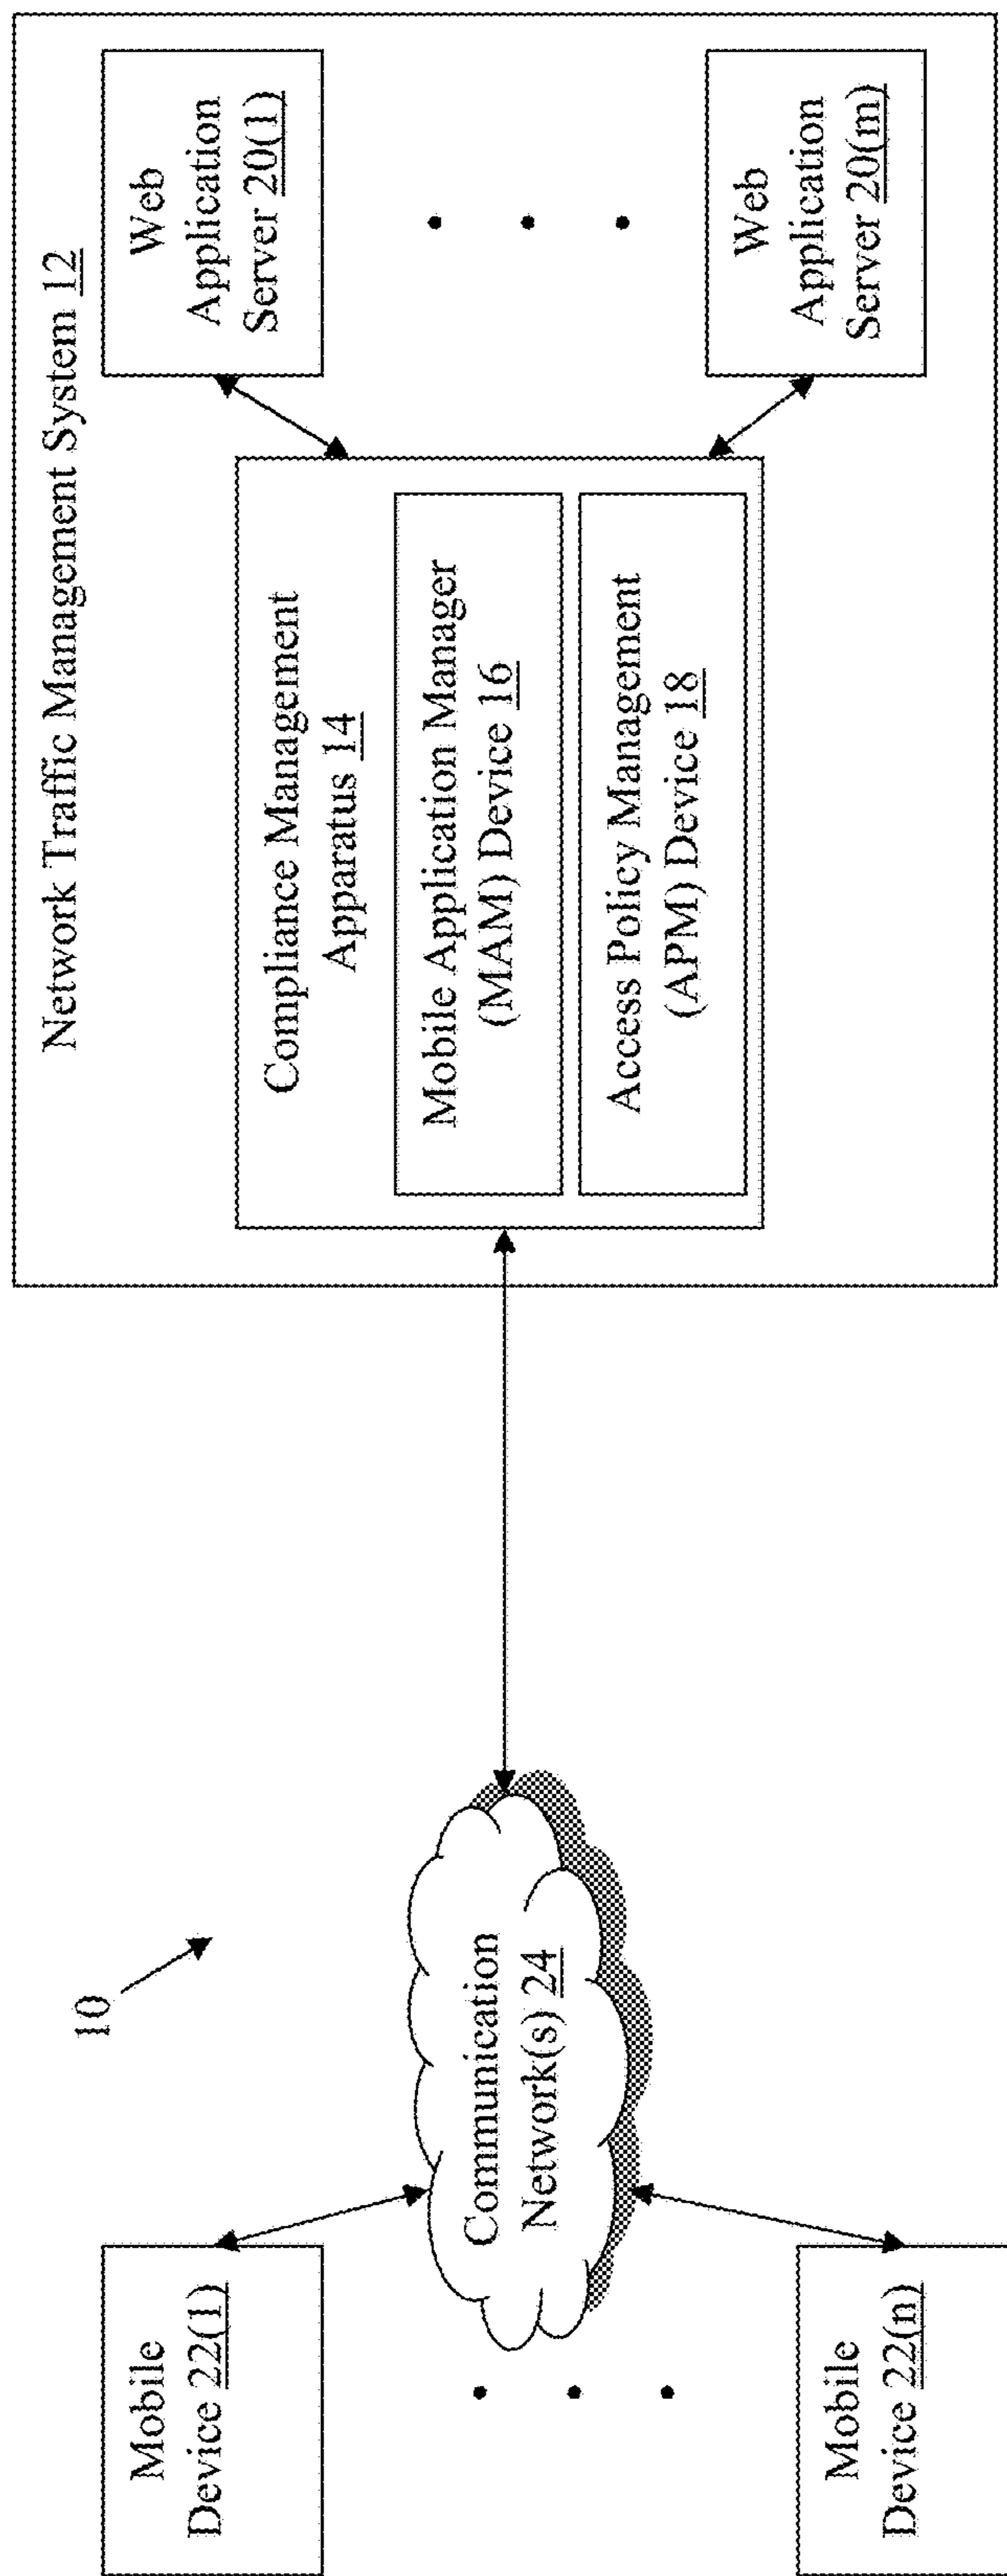 10
Mobile
Device 22(1)
Mobile
Device 22(n)
Communication
Network(s) 24
Network Traffic Management System 12
Compliance Management
Apparatus 14
Mobile Application Manager
(MAM) Device 16
Access Policy Management
(APM) Device 18
Web
Application
Server 20(1)
Web
Application
Server 20(m)